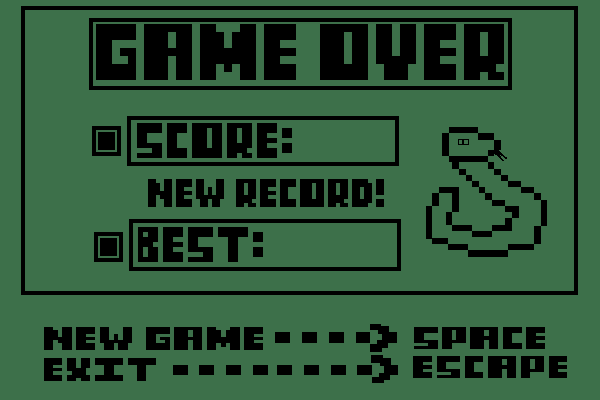 GAME OVER
SCORE:
NEW RECORD!
BEST:
NEW GAME SPACE
EXIT ESCAPE